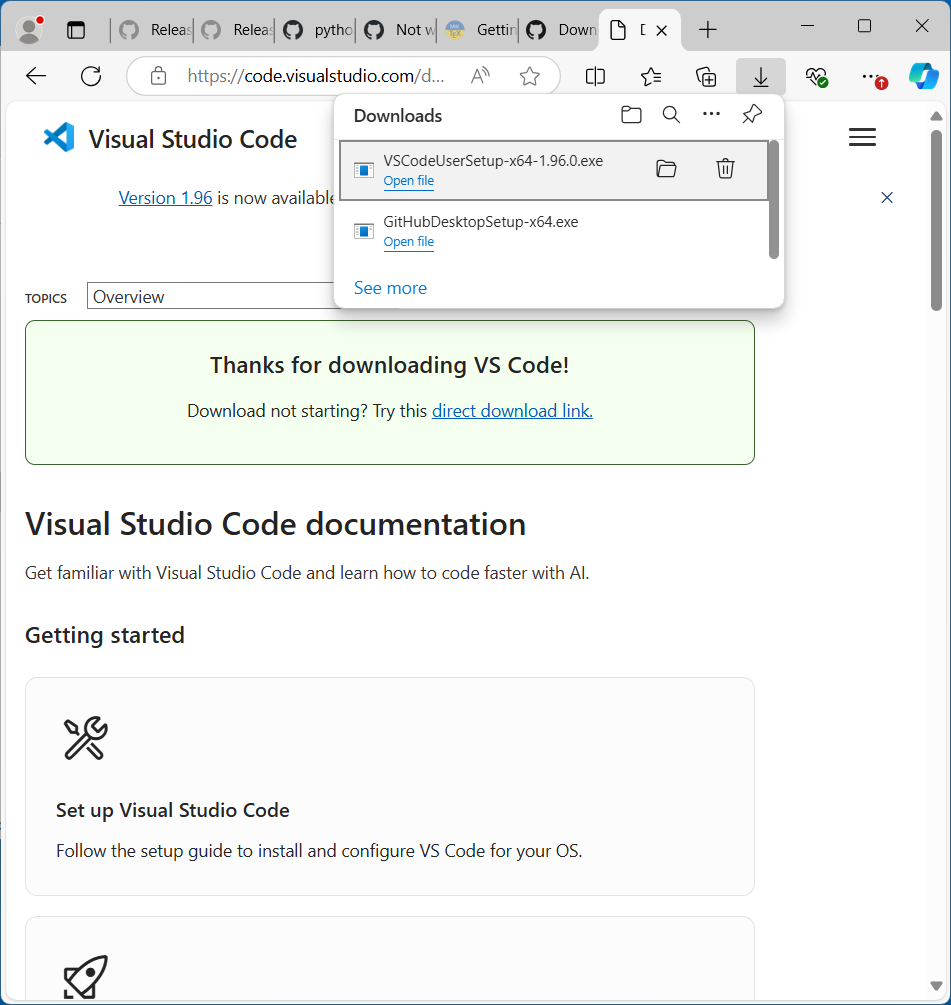 Releas
Releas
pytho
Not w
Gettin
Down
D
https://code.visualstudio.com/d...
Downloads
VSCodeUserSetup-x64-1.96.0.exe
Open file
GitHubDesktopSetup-x64.exe
Open file
See more
Visual Studio Code
Version 1.96 is now available
TOPICS
Overview
Thanks for downloading VS Code!
Download not starting? Try this direct download link.
Visual Studio Code documentation
Get familiar with Visual Studio Code and learn how to code faster with AI.
Getting started
Set up Visual Studio Code
Follow the setup guide to install and configure VS Code for your OS.